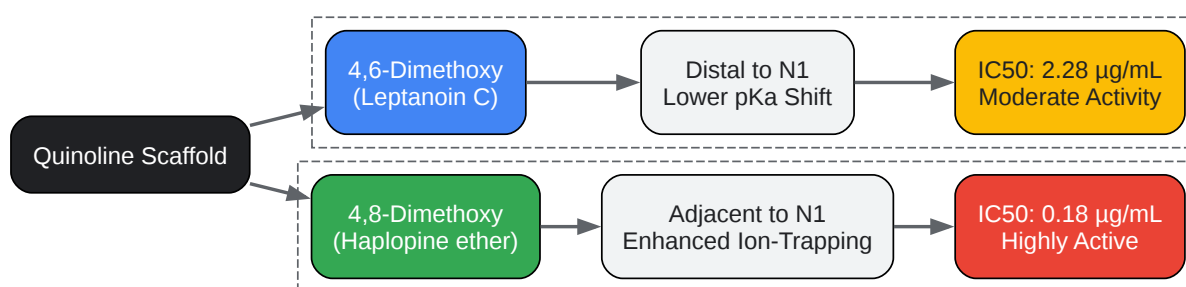 Quinoline Scaffold
4,6-Dimethoxy
(Leptanoin C)
Distal to N1
Lower pKa Shift
IC50: 2.28 µg/mL
Moderate Activity
4,8-Dimethoxy
(Haplopine ether)
Adjacent to N1
Enhanced Ion-Trapping
IC50: 0.18 µg/mL
Highly Active